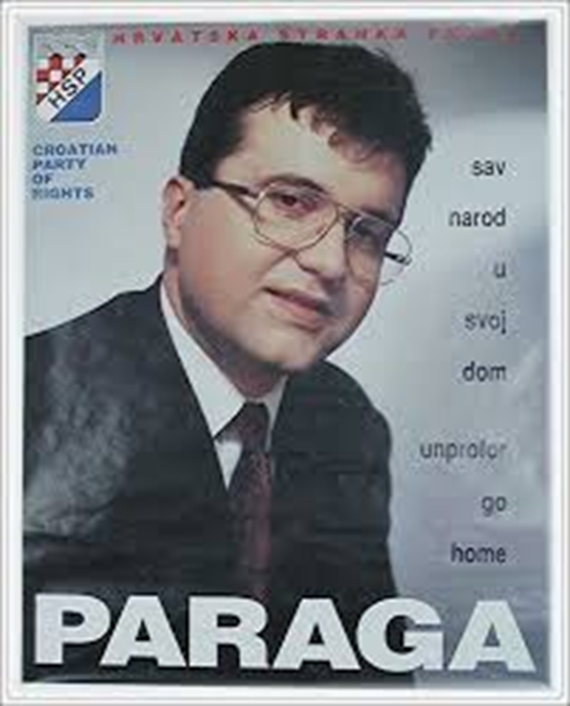 HRVATSKA STRANKA PRAVA
HSP
CROATIAN
PARTY
OF
RIGHTS
sav
narod
u
svoj
dom
unprofor
go
home
PARAGA